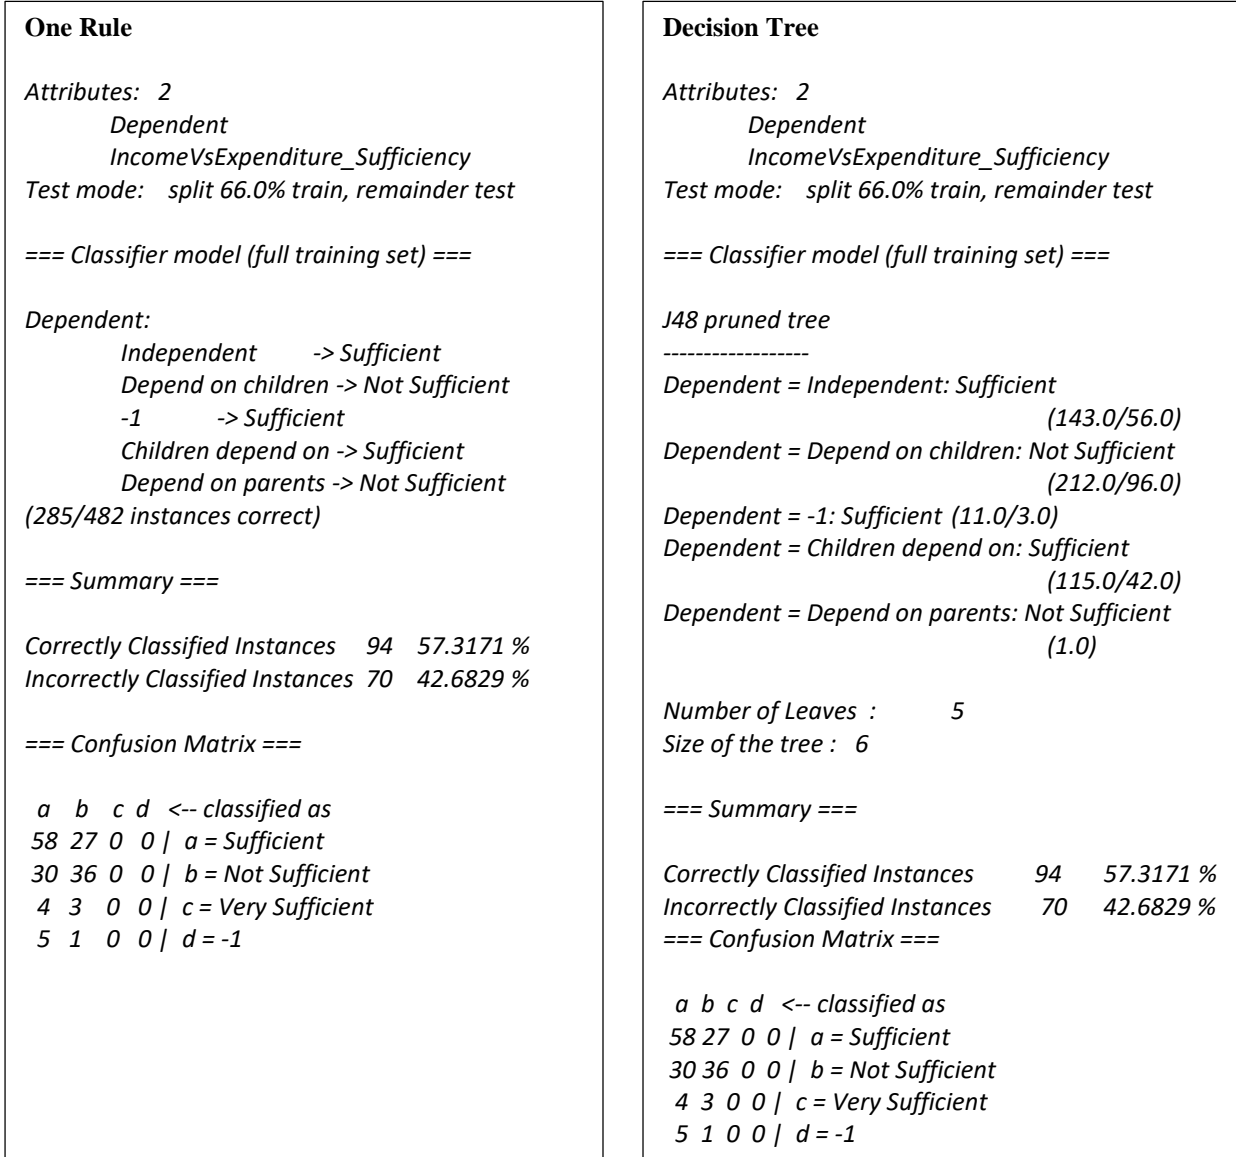 One Rule
Attributes: 2
Dependent
IncomeVsExpenditure_Sufficiency
Test mode: split 66.0% train, remainder test
=== Classifier model (full training set) ===
Dependent:
Independent -> Sufficient
Depend on children -> Not Sufficient
-1 -> Sufficient
Children depend on -> Sufficient
Depend on parents -> Not Sufficient
(285/482 instances correct)
=== Summary ===
Correctly Classified Instances 94 57.3171 %
Incorrectly Classified Instances 70 42.6829 %
=== Confusion Matrix ===
a b c d <-- classified as
58 27 0 0 | a = Sufficient
30 36 0 0 | b = Not Sufficient
4 3 0 0 | c = Very Sufficient
5 1 0 0 | d = -1
Decision Tree
Attributes: 2
Dependent
IncomeVsExpenditure_Sufficiency
Test mode: split 66.0% train, remainder test
=== Classifier model (full training set) ===
J48 pruned tree
------------------
Dependent = Independent: Sufficient
(143.0/56.0)
Dependent = Depend on children: Not Sufficient
(212.0/96.0)
Dependent = -1: Sufficient (11.0/3.0)
Dependent = Children depend on: Sufficient
(115.0/42.0)
Dependent = Depend on parents: Not Sufficient
(1.0)
Number of Leaves : 5
Size of the tree : 6
=== Summary ===
Correctly Classified Instances 94 57.3171 %
Incorrectly Classified Instances 70 42.6829 %
=== Confusion Matrix ===
a b c d <-- classified as
58 27 0 0 | a = Sufficient
30 36 0 0 | b = Not Sufficient
4 3 0 0 | c = Very Sufficient
5 1 0 0 | d = -1